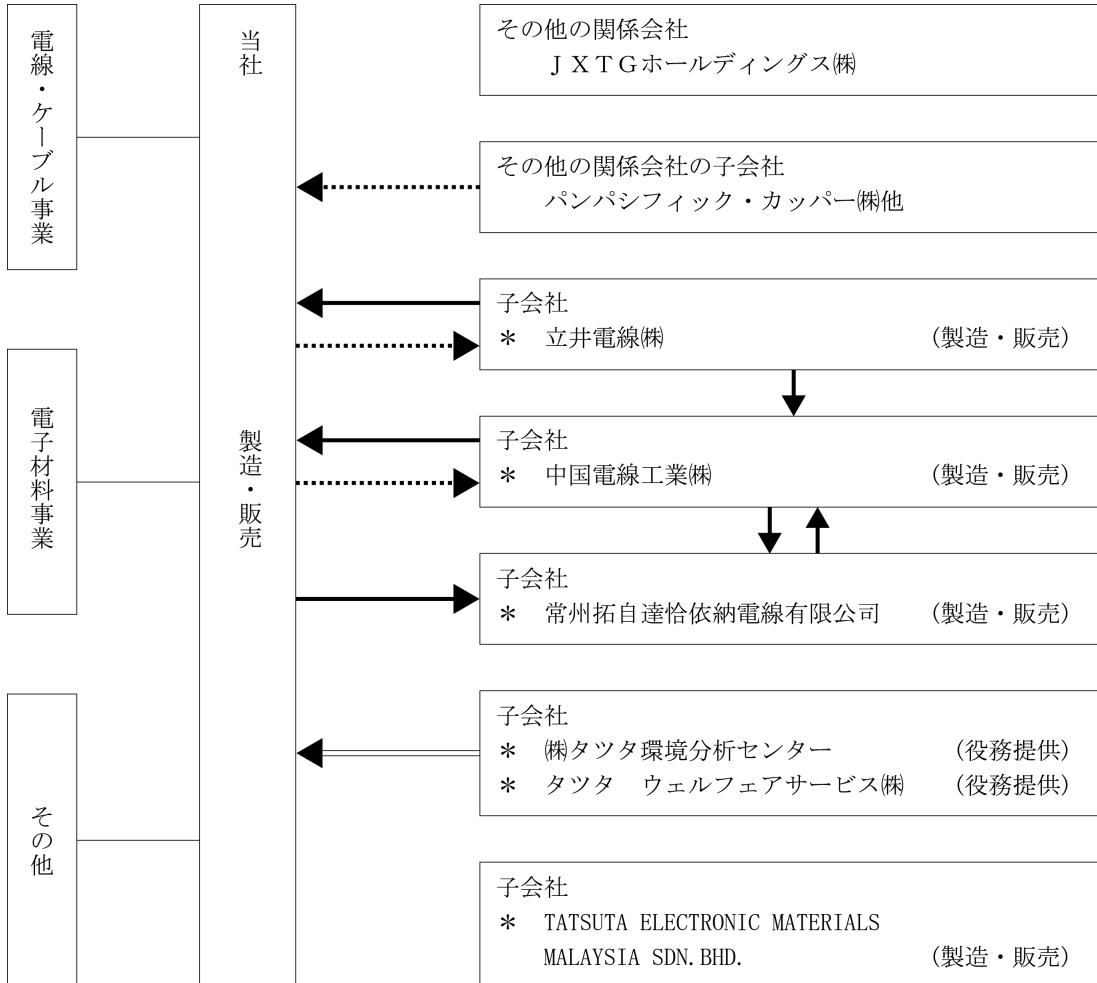 電線・ケーブル事業
電子材料事業
その他
当社
製造・販売
その他の関係会社
ＪＸＴＧホールディングス㈱
その他の関係会社の子会社
パンパシフィック・カッパー㈱他
子会社
＊ 立井電線㈱ （製造・販売）
子会社
＊ 中国電線工業㈱ （製造・販売）
子会社
＊ 常州拓自達恰依納電線有限公司 （製造・販売）
子会社
＊ ㈱タツタ環境分析センター （役務提供）
＊ タツタ　ウェルフェアサービス㈱ （役務提供）
子会社
＊ TATSUTA ELECTRONIC MATERIALS
MALAYSIA SDN.BHD. （製造・販売）